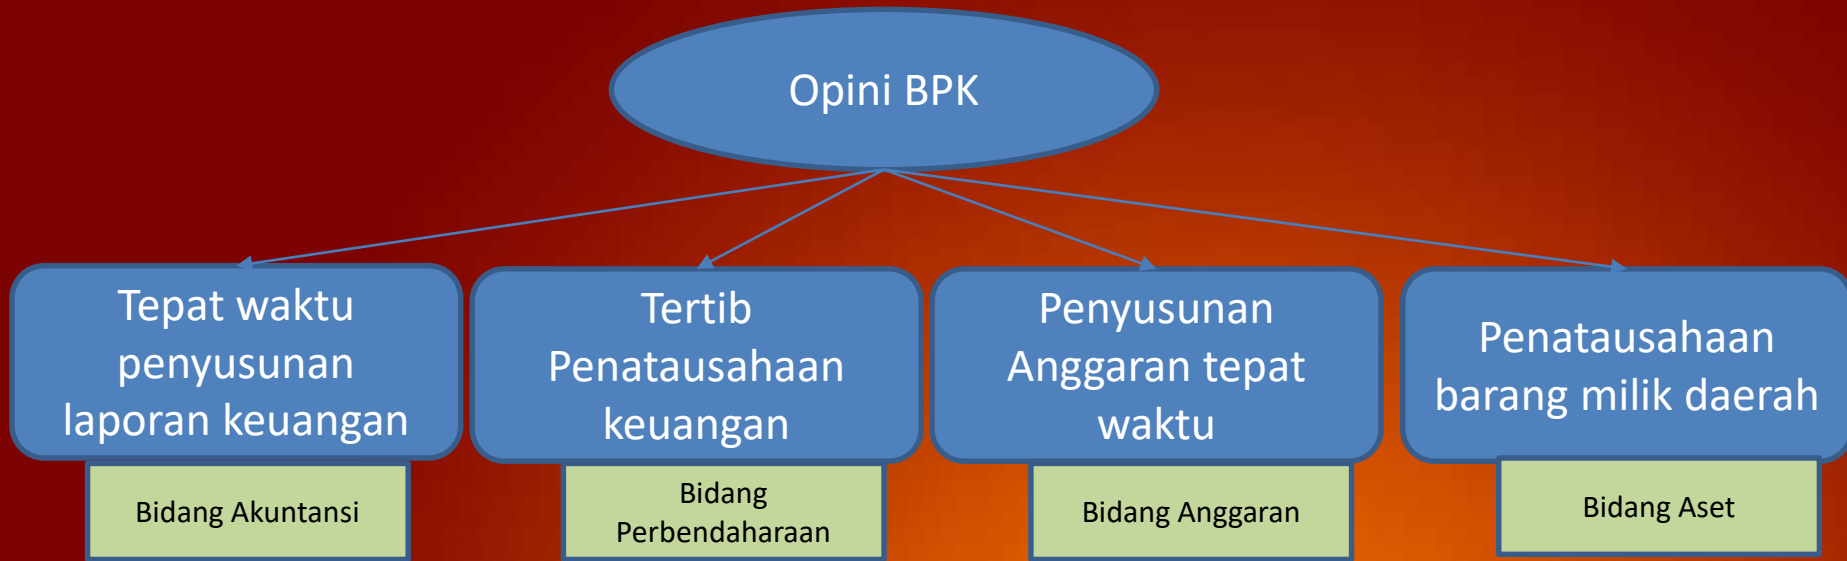 Opini BPK
Tepat waktu
penyusunan
laporan keuangan
Tertib
Penatausahaan
keuangan
Penyusunan
Anggaran tepat
waktu
Penatausahaan
barang milik daerah
Bidang Akuntansi
Bidang
Perbendaharaan
Bidang Anggaran
Bidang Aset